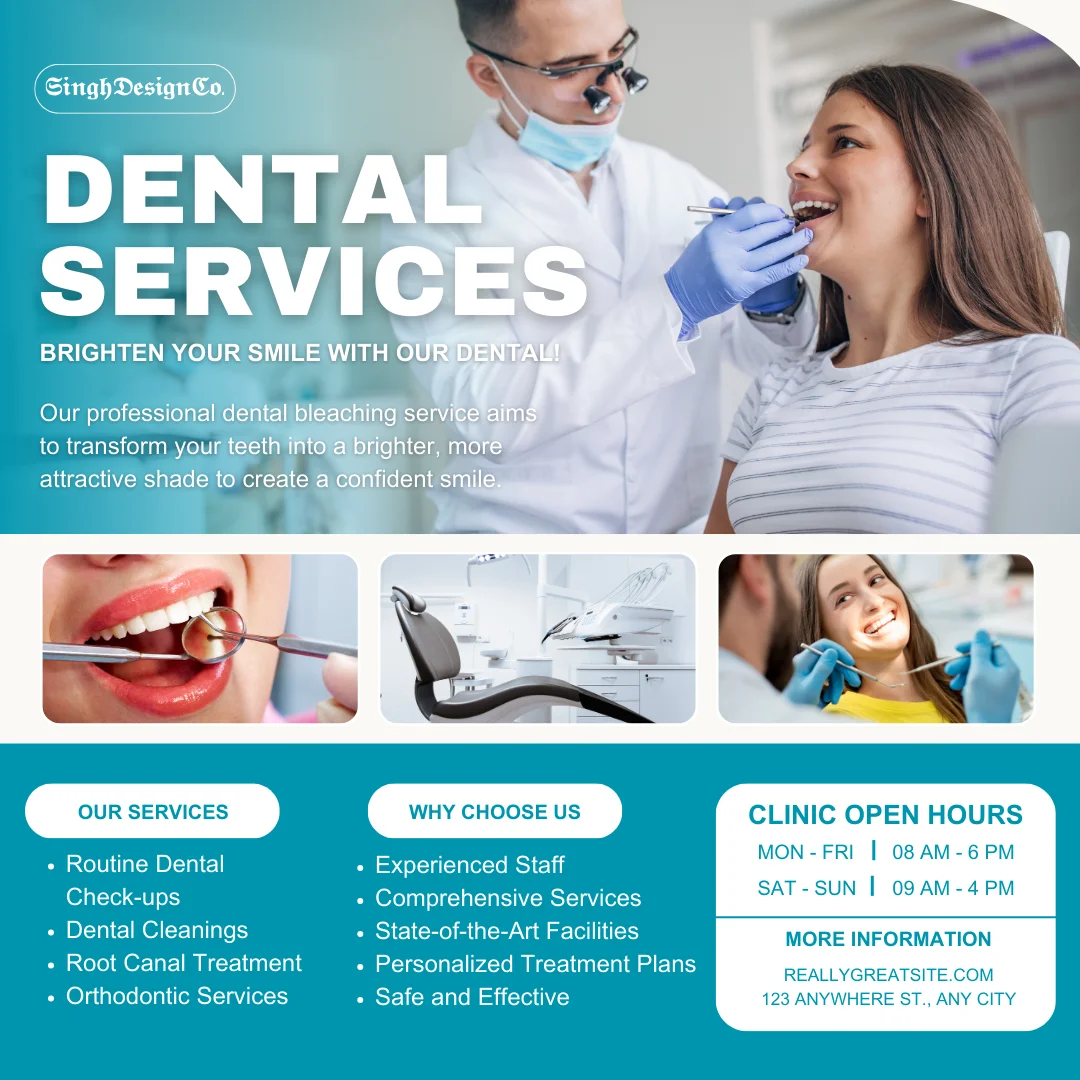 SinghDesignCo.
DENTAL
SERVICES
BRIGHTEN YOUR SMILE WITH OUR DENTAL!
Our professional dental bleaching service aims
to transform your teeth into a brighter, more
attractive shade to create a confident smile.
OUR SERVICES
• Routine Dental
Check-ups
• Dental Cleanings
• Root Canal Treatment
• Orthodontic Services
WHY CHOOSE US
• Experienced Staff
• Comprehensive Services
• State-of-the-Art Facilities
• Personalized Treatment Plans
• Safe and Effective
CLINIC OPEN HOURS
MON - FRI | 08 AM - 6 PM
SAT - SUN | 09 AM - 4 PM
MORE INFORMATION
REALLYGREATSITE.COM
123 ANYWHERE ST., ANY CITY